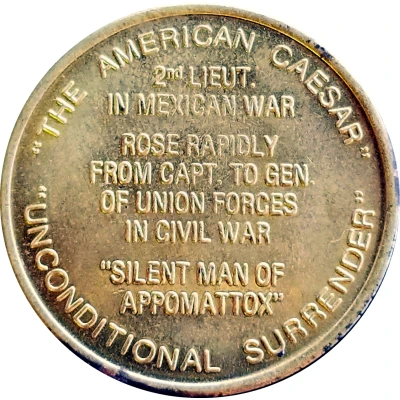 "THE AMERICAN CAESAR"
2nd LIEUT.
IN MEXICAN WAR
ROSE RAPIDLY
FROM CAPT. TO GEN.
OF UNION FORCES
IN CIVIL WAR
"SILENT MAN OF
APPOMATTOX"
"UNCONDITIONAL SURRENDER"